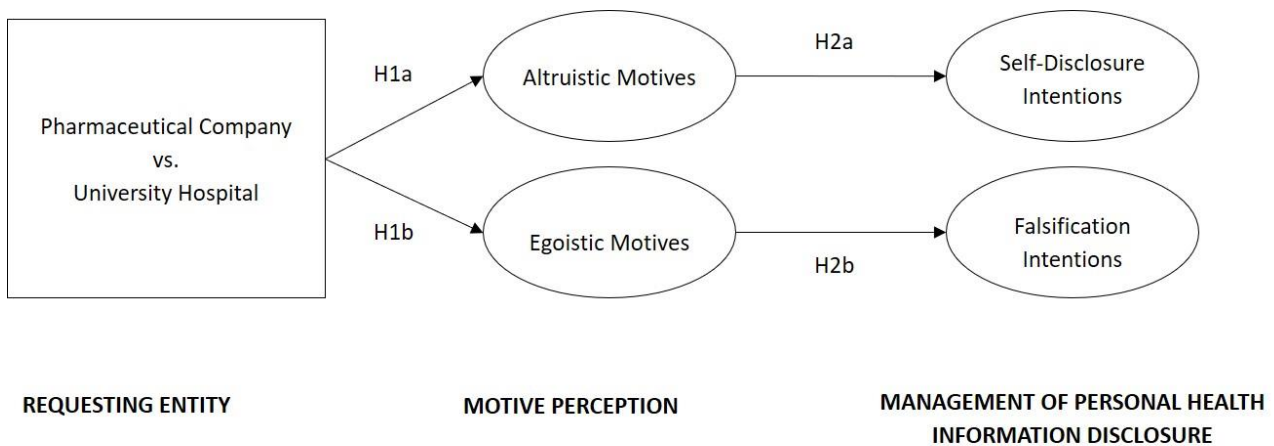 Pharmaceutical Company
vs.
University Hospital
H1a
H1b
Altruistic Motives
Egoistic Motives
H2a
H2b
Self-Disclosure
Intentions
Falsification
Intentions
REQUESTING ENTITY
MOTIVE PERCEPTION
MANAGEMENT OF PERSONAL HEALTH
INFORMATION DISCLOSURE